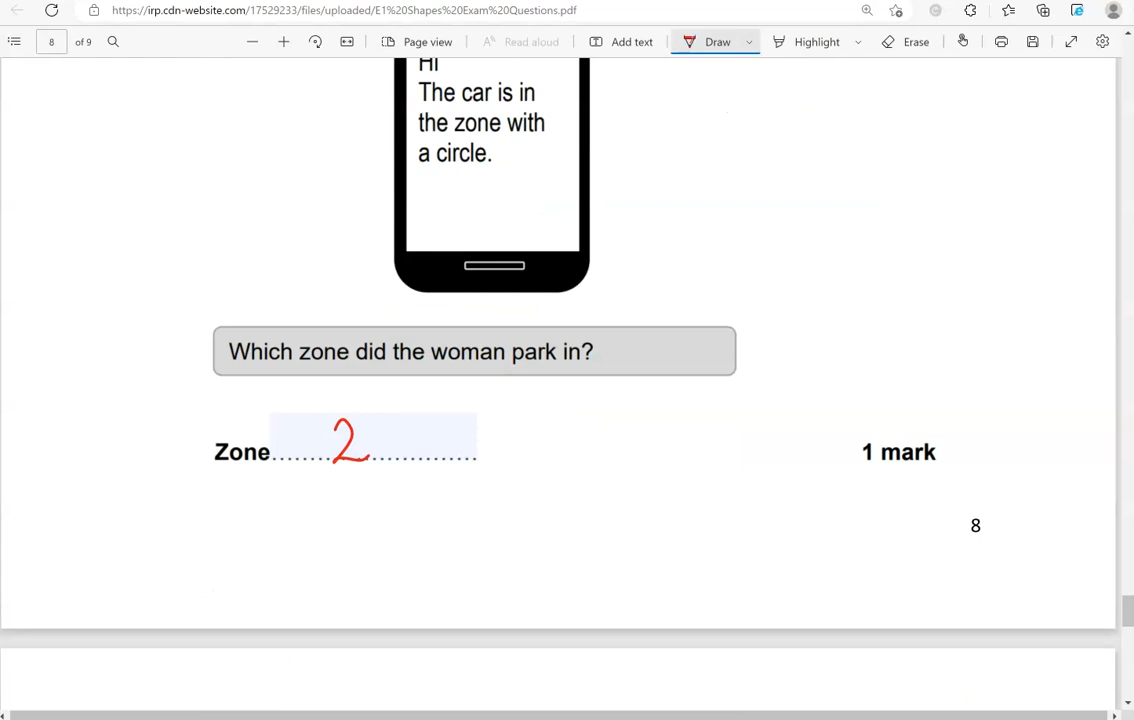 https://irp.cdn-website.com/17529233/files/uploaded/E1%20Shapes%20Exam%20Questions.pdf
8 of 9 Page view Read aloud Add text Draw Highlight Erase
Hi
The car is in
the zone with
a circle.
Which zone did the woman park in?
Zone........2............... 1 mark
8